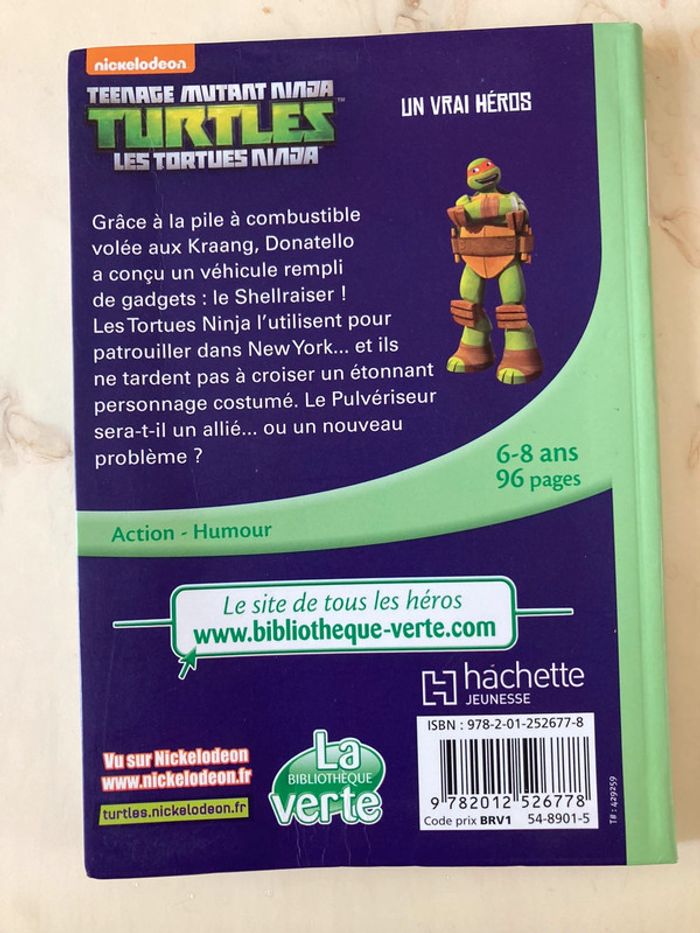 nickelodeon
TEENAGE MUTANT NINJA
TURTLES™
LES TORTUES NINJA
UN VRAI HÉROS
Grâce à la pile à combustible
volée aux Kraang, Donatello
a conçu un véhicule rempli
de gadgets : le Shellraiser !
Les Tortues Ninja l'utilisent pour
patrouiller dans New York... et ils
ne tardent pas à croiser un étonnant
personnage costumé. Le Pulvériseur
sera-t-il un allié... ou un nouveau
problème ?
6-8 ans
96 pages
Action - Humour
Le site de tous les héros
www.bibliotheque-verte.com
hachette
JEUNESSE
ISBN : 978-2-01-252677-8
Vu sur Nickelodeon
www.nickelodeon.fr
turtles.nickelodeon.fr
La
BIBLIOTHÈQUE
verte
9 782012 526778
Code prix BRV1 54-8901-5
T# : 429259